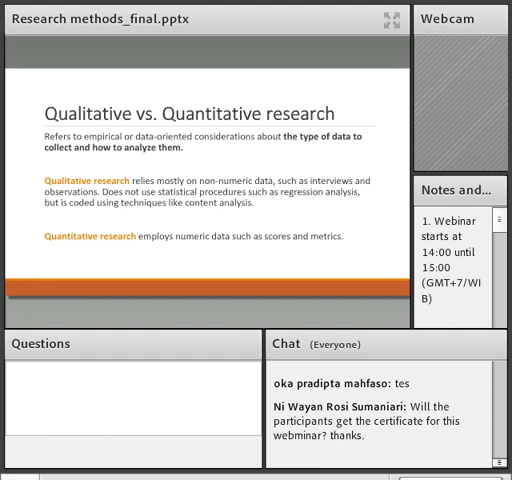 Research methods_final.pptx
Webcam
Qualitative vs. Quantitative research
Refers to empirical or data-oriented considerations about the type of data to
collect and how to analyze them.
Qualitative research relies mostly on non-numeric data, such as interviews and
observations. Does not use statistical procedures such as regression analysis,
but is coded using techniques like content analysis.
Quantitative research employs numeric data such as scores and metrics.
Notes and...
1. Webinar
starts at
14:00 until
15:00
(GMT+7/WI
B)
Questions
Chat (Everyone)
oka pradipta mahfaso: tes
Ni Wayan Rosi Sumaniari: Will the
participants get the certificate for this
webminar? thanks.